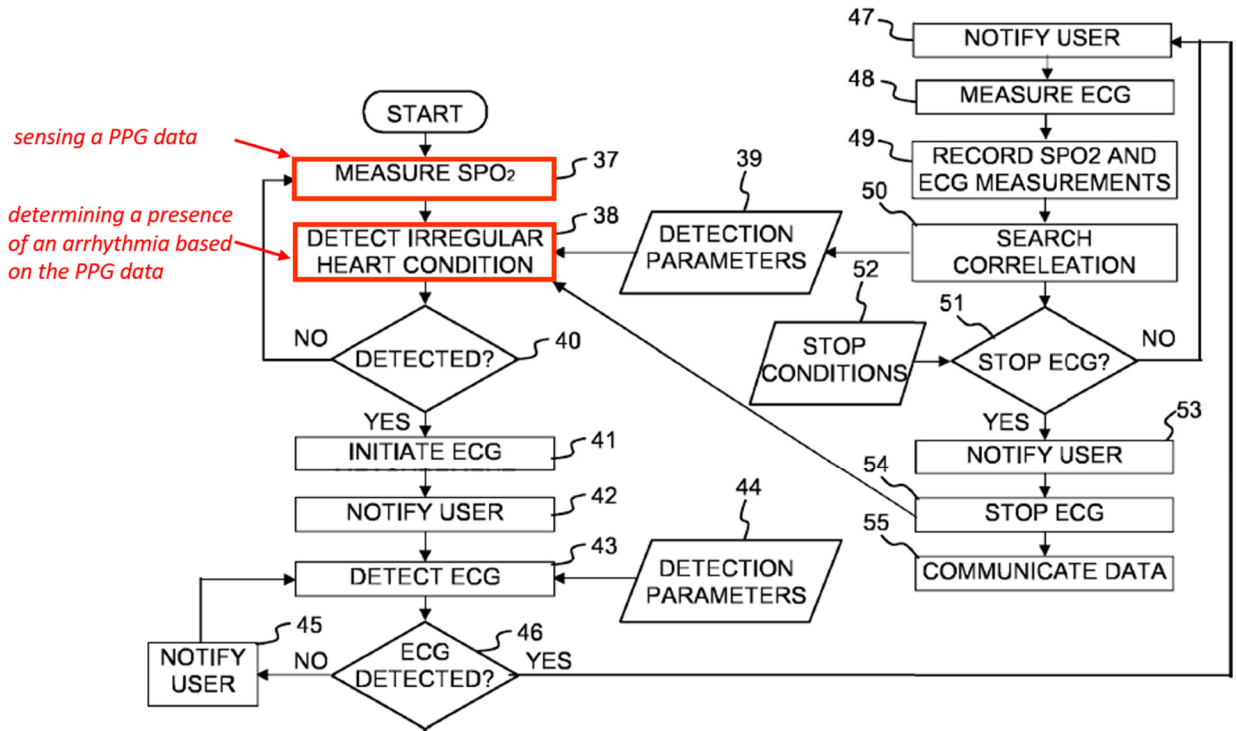 START
sensing a PPG data
MEASURE SPO2
37
determining a presence
of an arrhythmia based
on the PPG data
38
DETECT IRREGULAR
HEART CONDITION
39
DETECTION
PARAMETERS
NO
DETECTED?
40
YES
INITIATE ECG
41
NOTIFY USER
42
DETECT ECG
43
44
DETECTION
PARAMETERS
45
NOTIFY
USER
NO
ECG
DETECTED?
46
YES
47
NOTIFY USER
48
MEASURE ECG
49
RECORD SPO2 AND
ECG MEASUREMENTS
50
SEARCH
CORRELEATION
52
STOP
CONDITIONS
51
STOP ECG?
NO
YES
53
NOTIFY USER
54
STOP ECG
55
COMMUNICATE DATA